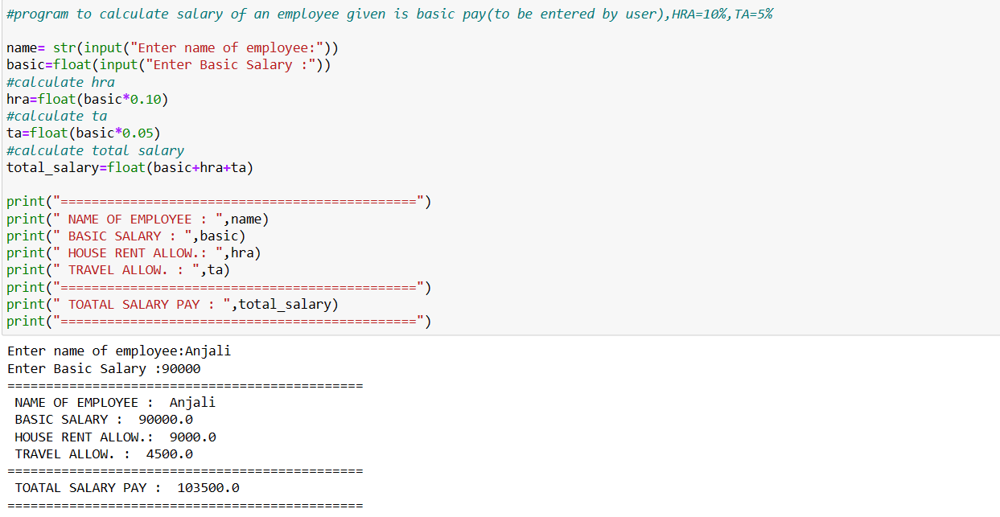 #program to calculate salary of an employee given is basic pay(to be entered by user),HRA=10%,TA=5%
name= str(input("Enter name of employee:"))
basic=float(input("Enter Basic Salary :"))
#calculate hra
hra=float(basic*0.10)
#calculate ta
ta=float(basic*0.05)
#calculate total salary
total_salary=float(basic+hra+ta)
print("==============================================")
print(" NAME OF EMPLOYEE : ",name)
print(" BASIC SALARY : ",basic)
print(" HOUSE RENT ALLOW.: ",hra)
print(" TRAVEL ALLOW. : ",ta)
print("==============================================")
print(" TOATAL SALARY PAY : ",total_salary)
print("==============================================")
Enter name of employee:Anjali
Enter Basic Salary :90000
==============================================
 NAME OF EMPLOYEE :  Anjali
 BASIC SALARY :  90000.0
 HOUSE RENT ALLOW.:  9000.0
 TRAVEL ALLOW. :  4500.0
==============================================
 TOATAL SALARY PAY :  103500.0
==============================================